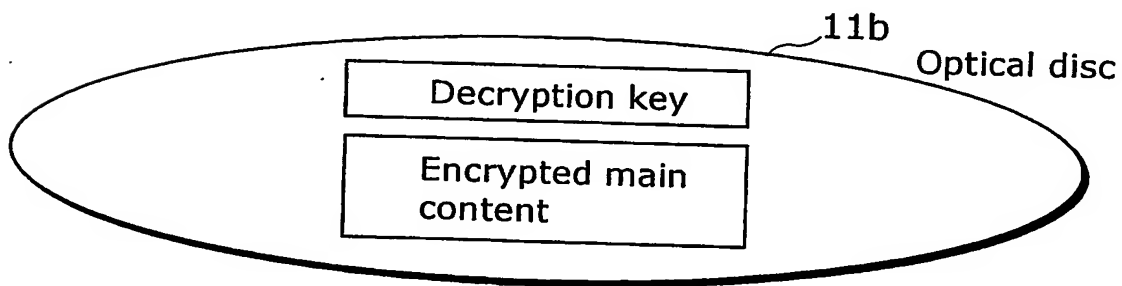 11b
Optical disc
Decryption key
Encrypted main
content